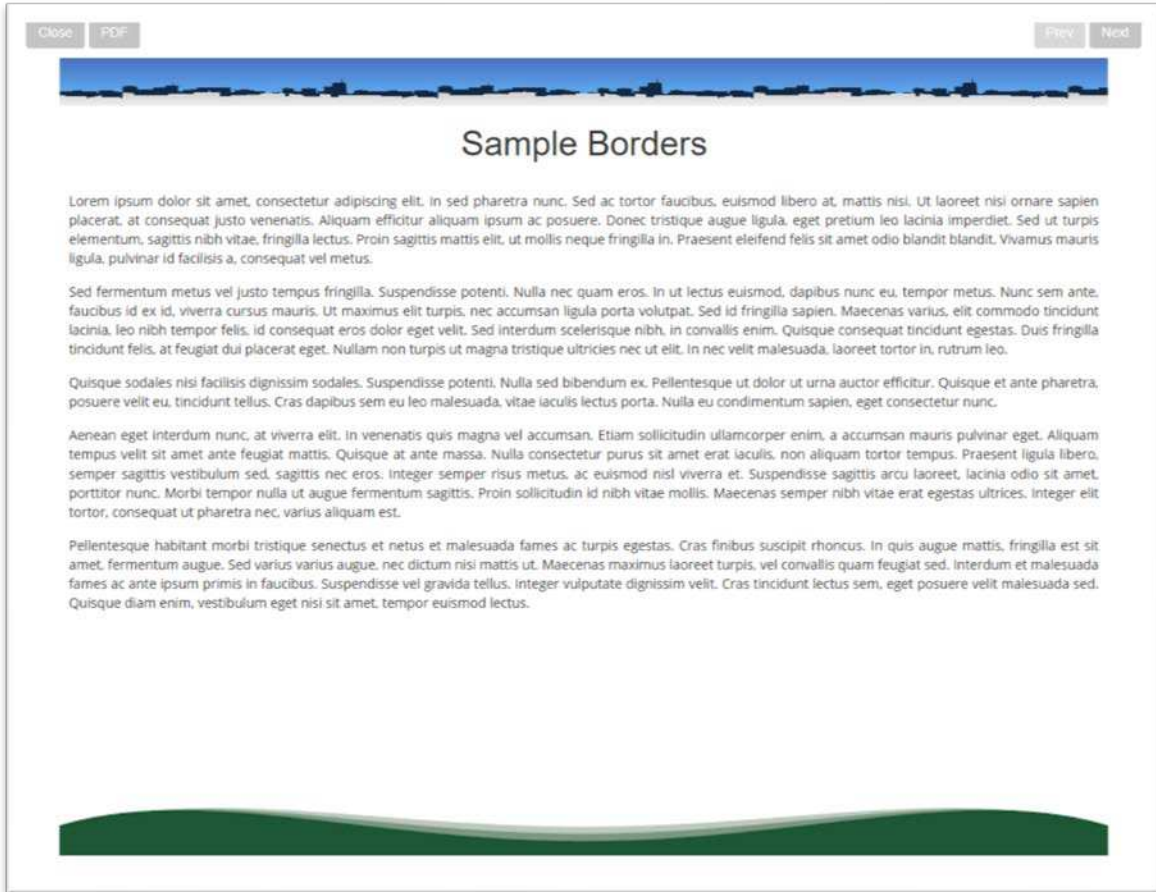 Close PDF Prev Next
Sample Borders
Lorem ipsum dolor sit amet, consectetur adipiscing elit. In sed pharetra nunc. Sed ac tortor faucibus, euismod libero at, mattis nisi. Ut laoreet nisi ornare sapien
placerat, at consequat justo venenatis. Aliquam efficitur aliquam ipsum ac posuere. Donec tristique augue ligula, eget pretium leo lacinia imperdiet. Sed ut turpis
elementum, sagittis nibh vitae, fringilla lectus. Proin sagittis mattis elit, ut mollis neque fringilla in. Praesent eleifend felis sit amet odio blandit blandit. Vivamus mauris
ligula, pulvinar id facilisis a, consequat vel metus.
Sed fermentum metus vel justo tempus fringilla. Suspendisse potenti. Nulla nec quam eros. In ut lectus euismod, dapibus nunc eu, tempor metus. Nunc sem ante,
faucibus id ex id, viverra cursus mauris. Ut maximus elit turpis, nec accumsan ligula porta volutpat. Sed id fringilla sapien. Maecenas varius, elit commodo tincidunt
lacinia, leo nibh tempor felis, id consequat eros dolor eget velit. Sed interdum scelerisque nibh, in convallis enim. Quisque consequat tincidunt egestas. Duis fringilla
tincidunt felis, at feugiat dui placerat eget. Nullam non turpis ut magna tristique ultricies nec ut elit. In nec velit malesuada, laoreet tortor in, rutrum leo.
Quisque sodales nisi facilisis dignissim sodales. Suspendisse potenti. Nulla sed bibendum ex. Pellentesque ut dolor ut urna auctor efficitur. Quisque et ante pharetra,
posuere velit eu, tincidunt tellus. Cras dapibus sem eu leo malesuada, vitae iaculis lectus porta. Nulla eu condimentum sapien, eget consectetur nunc.
Aenean eget interdum nunc, at viverra elit. In venenatis quis magna vel accumsan. Etiam sollicitudin ullamcorper enim, a accumsan mauris pulvinar eget. Aliquam
tempus velit sit amet ante feugiat mattis. Quisque at ante massa. Nulla consectetur purus sit amet erat iaculis, non aliquam tortor tempus. Praesent ligula libero,
semper sagittis vestibulum sed, sagittis nec eros. Integer semper risus metus, ac euismod nisl viverra et. Suspendisse sagittis arcu laoreet, lacinia odio sit amet,
porttitor nunc. Morbi tempor nulla ut augue fermentum sagittis. Proin sollicitudin id nibh vitae mollis. Maecenas semper nibh vitae erat egestas ultrices. Integer elit
tortor, consequat ut pharetra nec, varius aliquam est.
Pellentesque habitant morbi tristique senectus et netus et malesuada fames ac turpis egestas. Cras finibus suscipit rhoncus. In quis augue mattis, fringilla est sit
amet, fermentum augue. Sed varius varius augue, nec dictum nisi mattis ut. Maecenas maximus laoreet turpis, vel convallis quam feugiat sed. Interdum et malesuada
fames ac ante ipsum primis in faucibus. Suspendisse vel gravida tellus. Integer vulputate dignissim velit. Cras tincidunt lectus sem, eget posuere velit malesuada sed.
Quisque diam enim, vestibulum eget nisi sit amet, tempor euismod lectus.